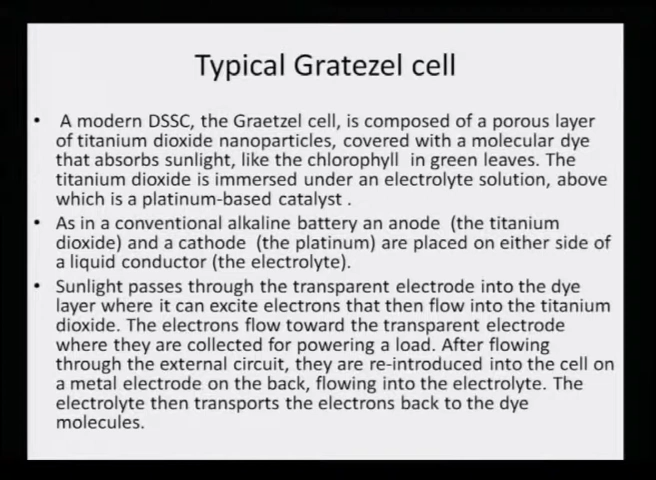 Typical Gratezel cell
• A modern DSSC, the Graetzel cell, is composed of a porous layer
of titanium dioxide nanoparticles, covered with a molecular dye
that absorbs sunlight, like the chlorophyll in green leaves. The
titanium dioxide is immersed under an electrolyte solution, above
which is a platinum-based catalyst .
• As in a conventional alkaline battery an anode (the titanium
dioxide) and a cathode (the platinum) are placed on either side of
a liquid conductor (the electrolyte).
• Sunlight passes through the transparent electrode into the dye
layer where it can excite electrons that then flow into the titanium
dioxide. The electrons flow toward the transparent electrode
where they are collected for powering a load. After flowing
through the external circuit, they are re-introduced into the cell on
a metal electrode on the back, flowing into the electrolyte. The
electrolyte then transports the electrons back to the dye
molecules.